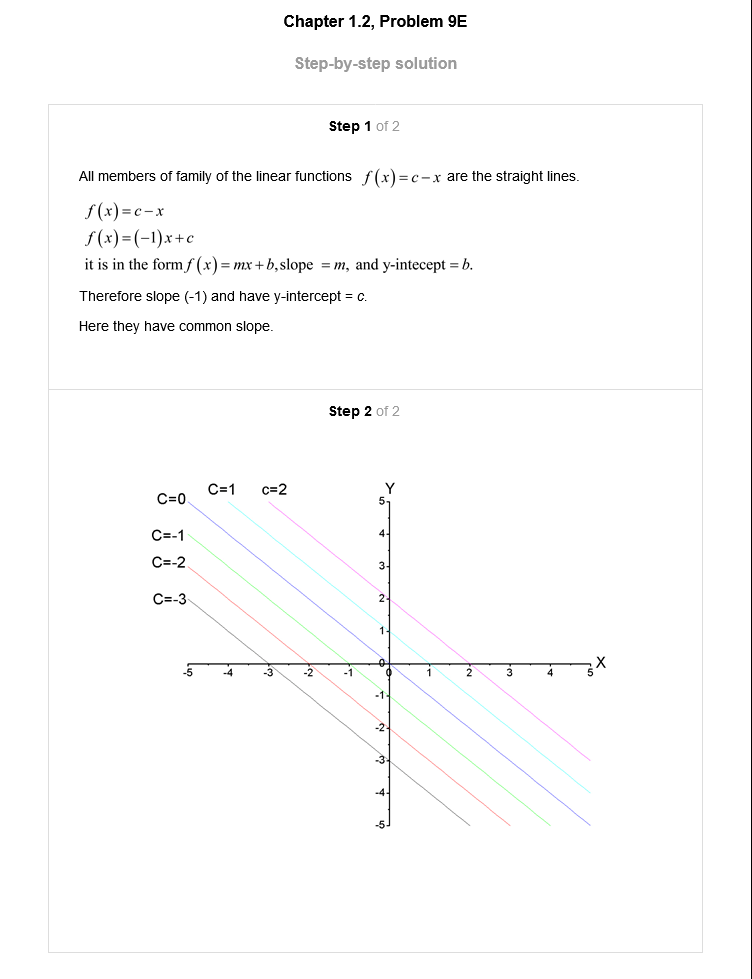 Chapter 1.2, Problem 9E
Step-by-step solution
Step 1 of 2
All members of family of the linear functions f(x)=c−x are the straight lines.
f(x)=c−x
f(x)=(−1)x+c
it is in the form f(x)=mx+b, slope =m, and y-intecept =b.
Therefore slope (-1) and have y-intercept = c.
Here they have common slope.
Step 2 of 2
C=0 C=1 c=2 Y
C=-1
C=-2
C=-3
5
4
3
2
1
0
-1
-2
-3
-4
-5
-5 -4 -3 -2 -1 0 1 2 3 4 5 X